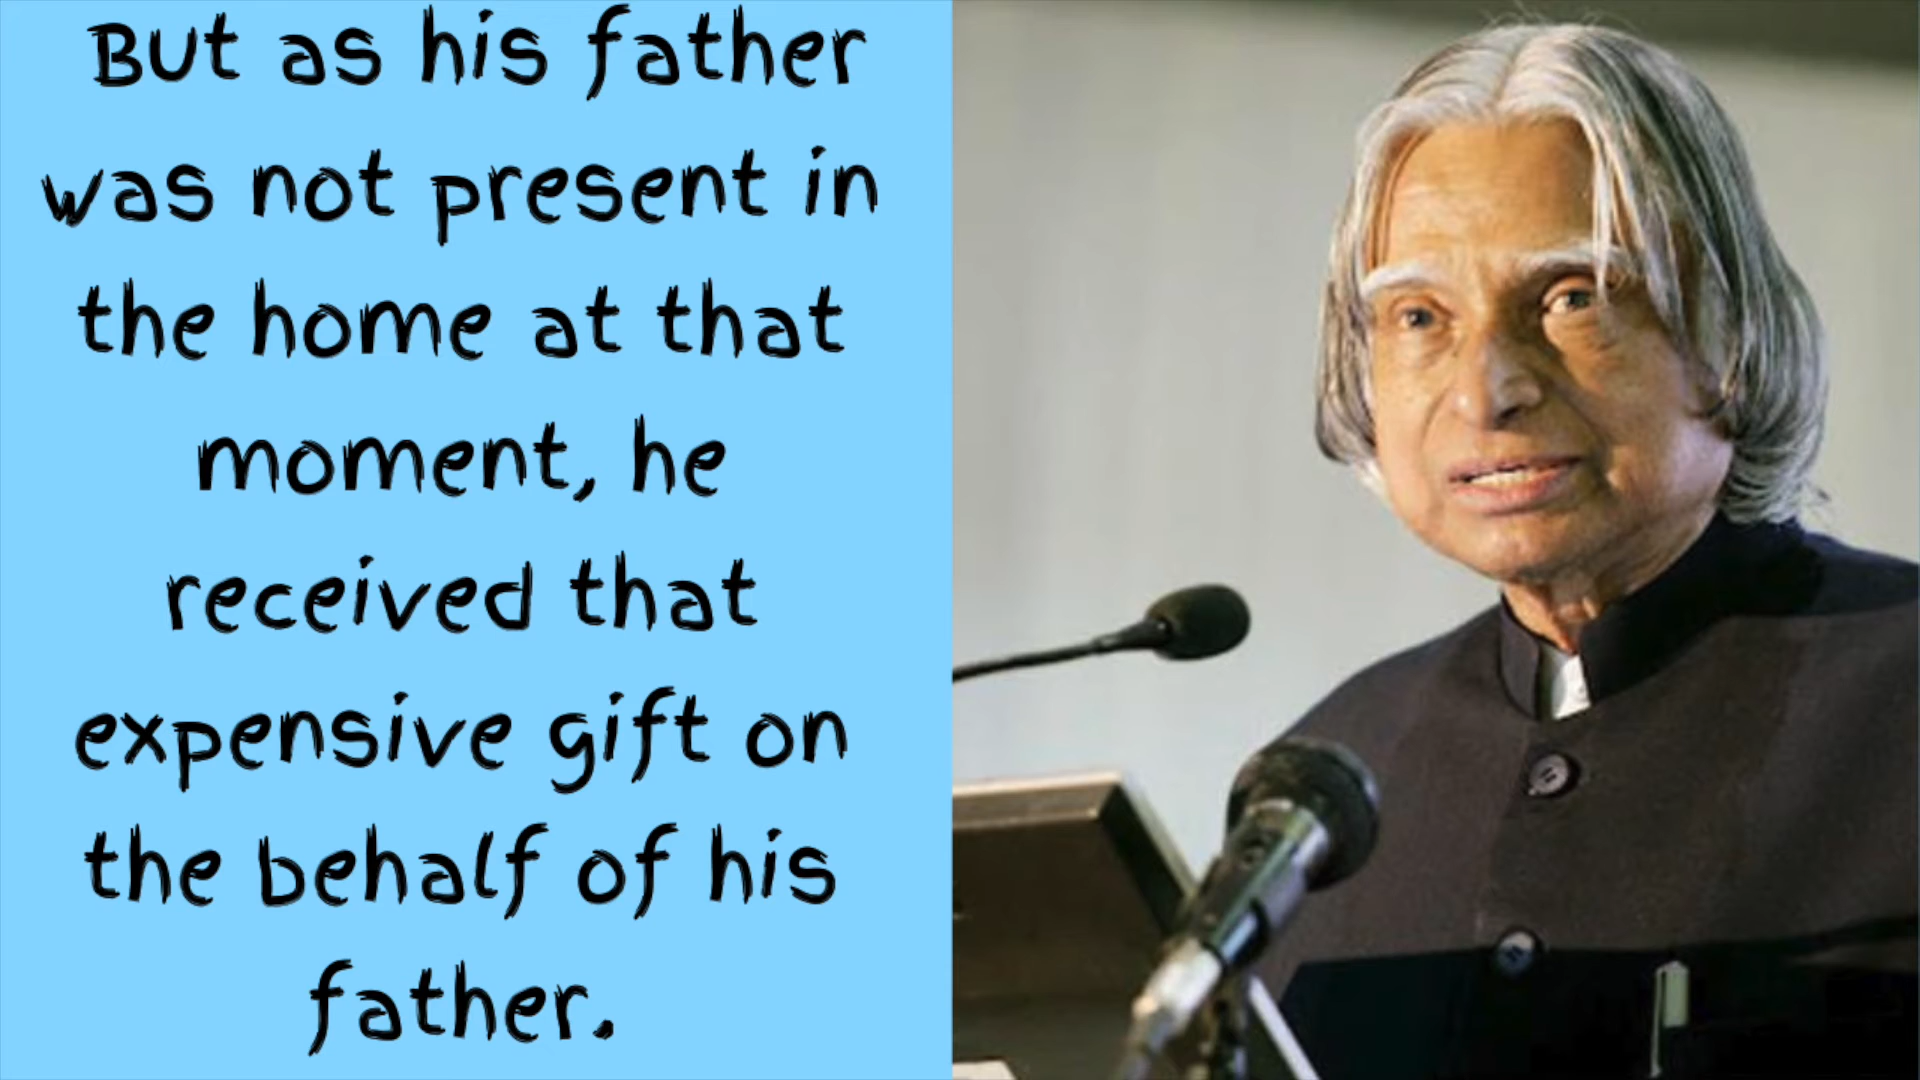 But as his father
was not present in
the home at that
moment, he
received that
expensive gift on
the behalf of his
father.